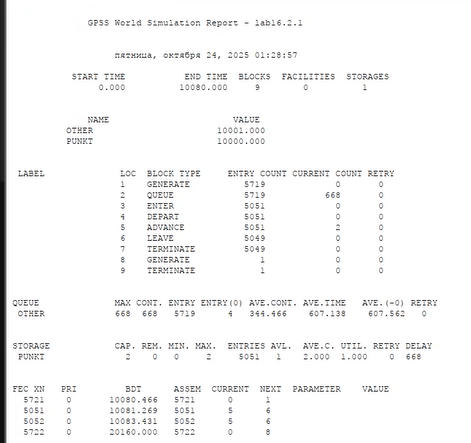 GPSS World Simulation Report - lab16.2.1
пятница, октября 24, 2025 01:28:57
START TIME END TIME BLOCKS FACILITIES STORAGES
0.000 10080.000 9 0 1
NAME VALUE
OTHER 10001.000
PUNKT 10000.000
LABEL LOC BLOCK TYPE ENTRY COUNT CURRENT COUNT RETRY
1 GENERATE 5719 0 0
2 QUEUE 5719 668 0
3 ENTER 5051 0 0
4 DEPART 5051 0 0
5 ADVANCE 5051 2 0
6 LEAVE 5049 0 0
7 TERMINATE 5049 0 0
8 GENERATE 1 0 0
9 TERMINATE 1 0 0
QUEUE MAX CONT. ENTRY ENTRY(0) AVE.CONT. AVE.TIME AVE.(-0) RETRY
OTHER 668 668 5719 4 344.466 607.138 607.562 0
STORAGE CAP. REM. MIN. MAX. ENTRIES AVL. AVE.C. UTIL. RETRY DELAY
PUNKT 2 0 0 2 5051 1 2.000 1.000 0 668
FEC XN PRI BDT ASSEM CURRENT NEXT PARAMETER VALUE
5721 0 10080.466 5721 0 1
5051 0 10081.269 5051 5 6
5052 0 10083.431 5052 5 6
5722 0 20160.000 5722 0 8